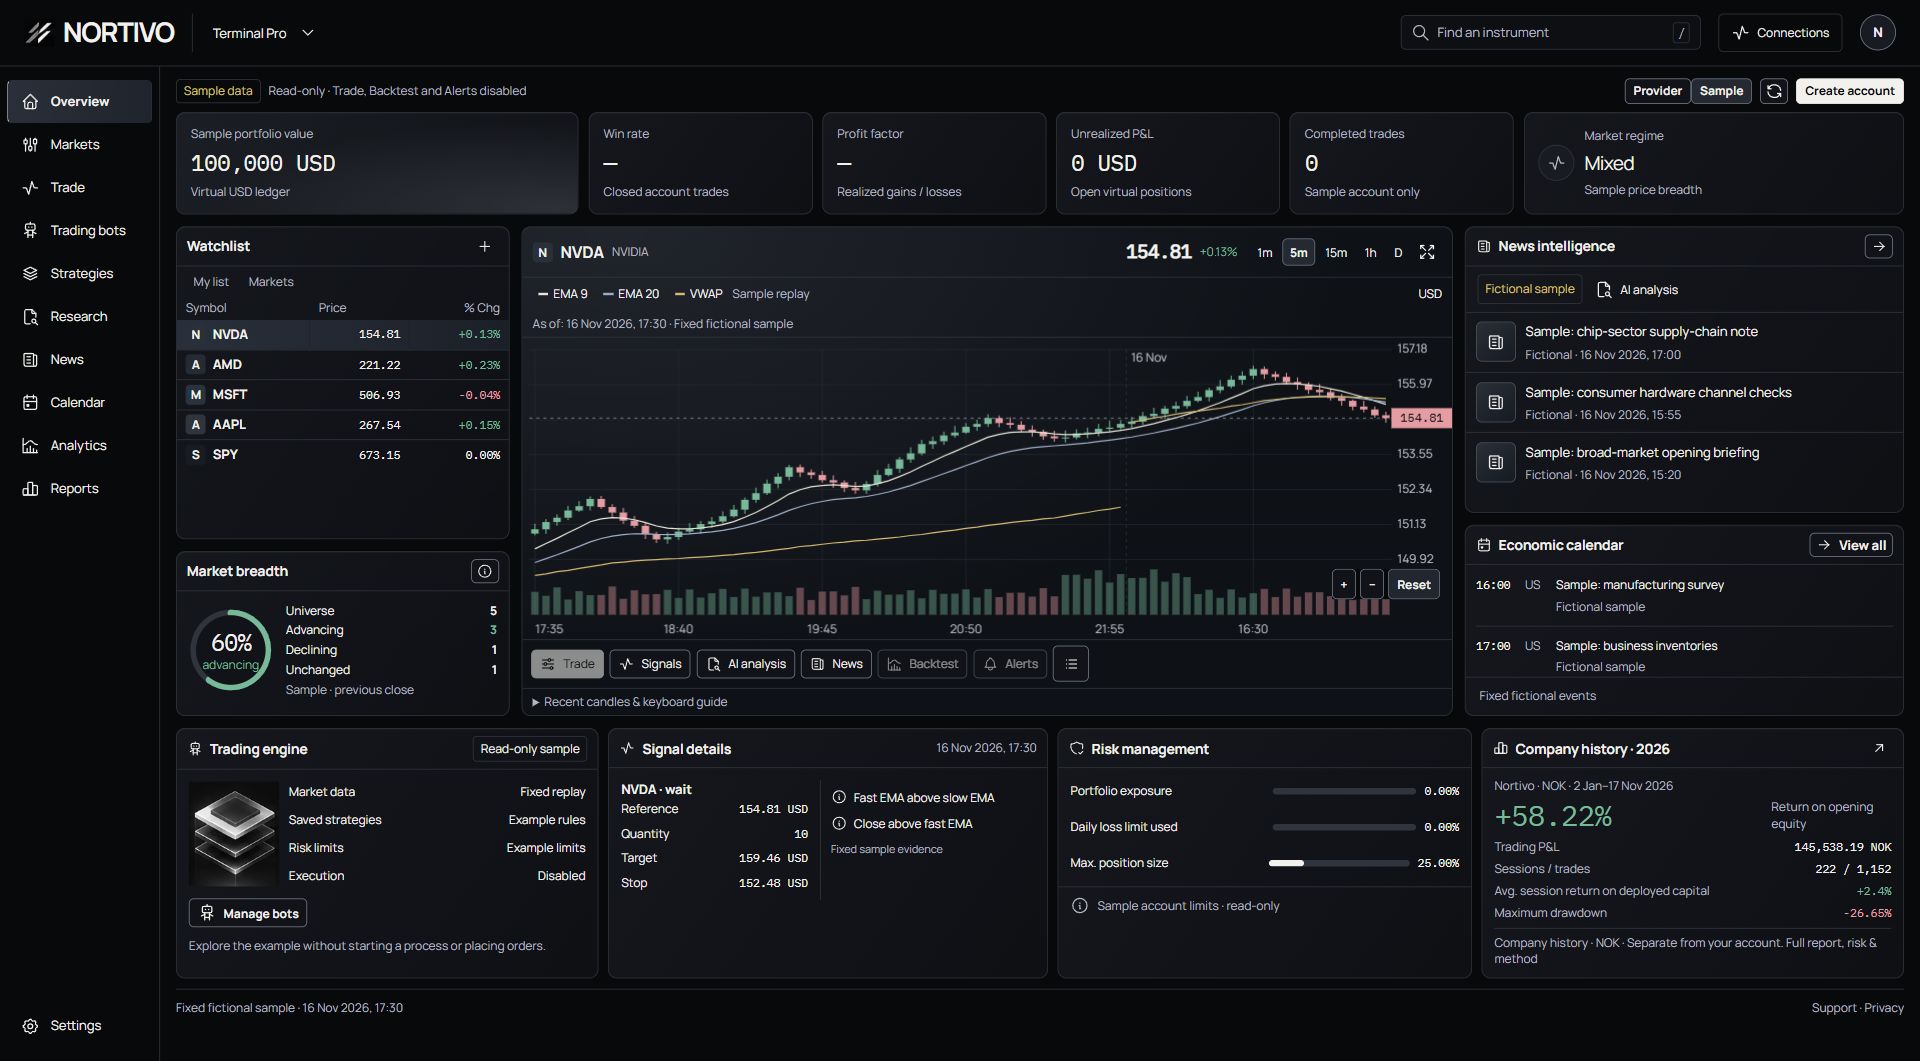 NORTIVO
Terminal Pro
Find an instrument
/
Connections
N
Overview
Markets
Trade
Trading bots
Strategies
Research
News
Calendar
Analytics
Reports
Settings
Sample data
Read-only · Trade, Backtest and Alerts disabled
Provider
Sample
Create account
Sample portfolio value
100,000 USD
Virtual USD ledger
Win rate
—
Closed account trades
Profit factor
—
Realized gains / losses
Unrealized P&L
0 USD
Open virtual positions
Completed trades
0
Sample account only
Market regime
Mixed
Sample price breadth
Watchlist
+
My list Markets
Symbol Price % Chg
N NVDA 154.81 +0.13%
A AMD 221.22 +0.23%
M MSFT 506.93 -0.04%
A AAPL 267.54 +0.15%
S SPY 673.15 0.00%
Market breadth
60%
advancing
Universe 5
Advancing 3
Declining 1
Unchanged 1
Sample · previous close
N NVDA NVIDIA
154.81 +0.13%
1m 5m 15m 1h D
EMA 9 EMA 20 VWAP Sample replay
USD
As of: 16 Nov 2026, 17:30 · Fixed fictional sample
16 Nov
157.18
155.97
154.81
153.55
152.34
151.13
149.92
+ − Reset
17:35 18:40 19:45 20:50 21:55 16:30
Trade Signals AI analysis News Backtest Alerts
▶ Recent candles & keyboard guide
News intelligence
Fictional sample
AI analysis
Sample: chip-sector supply-chain note
Fictional · 16 Nov 2026, 17:00
Sample: consumer hardware channel checks
Fictional · 16 Nov 2026, 15:55
Sample: broad-market opening briefing
Fictional · 16 Nov 2026, 15:20
Economic calendar
View all
16:00 US Sample: manufacturing survey
Fictional sample
17:00 US Sample: business inventories
Fictional sample
Fixed fictional events
Trading engine
Read-only sample
Market data Fixed replay
Saved strategies Example rules
Risk limits Example limits
Execution Disabled
Manage bots
Explore the example without starting a process or placing orders.
Signal details
16 Nov 2026, 17:30
NVDA · wait
Reference 154.81 USD
Quantity 10
Target 159.46 USD
Stop 152.48 USD
Fast EMA above slow EMA
Close above fast EMA
Fixed sample evidence
Risk management
Portfolio exposure 0.00%
Daily loss limit used 0.00%
Max. position size 25.00%
Sample account limits · read-only
Company history · 2026
Nortivo · NOK · 2 Jan–17 Nov 2026
+58.22%
Return on opening
equity
Trading P&L 145,538.19 NOK
Sessions / trades 222 / 1,152
Avg. session return on deployed capital +2.4%
Maximum drawdown -26.65%
Company history · NOK · Separate from your account. Full report, risk &
method
Fixed fictional sample · 16 Nov 2026, 17:30
Support · Privacy